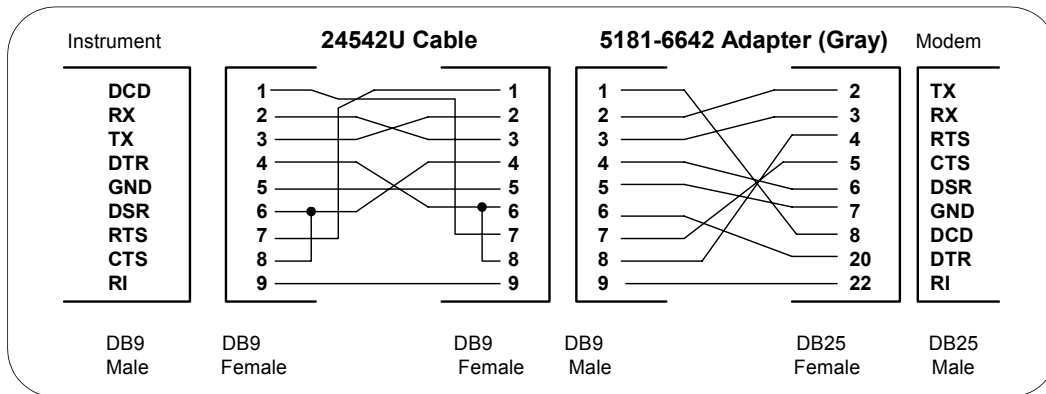 Instrument 24542U Cable 5181-6642 Adapter (Gray) Modem
DCD 1 1 1 2 TX
RX 2 2 2 3 RX
TX 3 3 3 4 RTS
DTR 4 4 4 5 CTS
GND 5 5 5 6 DSR
DSR 6 6 6 7 GND
RTS 7 7 7 8 DCD
CTS 8 8 8 20 DTR
RI 9 9 9 22 RI
DB9 DB9 DB9 DB9 DB25 DB25
Male Female Female Male Female Male